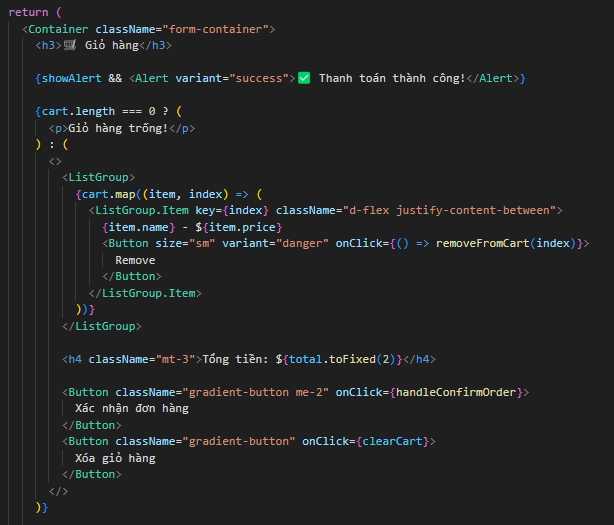 return (
<Container className="form-container">
<h3>🛒 Giỏ hàng</h3>
{showAlert && <Alert variant="success">✅ Thanh toán thành công!</Alert>}
{cart.length === 0 ? (
<p>Giỏ hàng trống!</p>
) : (
<>
<ListGroup>
{cart.map((item, index) => (
<ListGroup.Item key={index} className="d-flex justify-content-between">
{item.name} - ${item.price}
<Button size="sm" variant="danger" onClick={() => removeFromCart(index)}>
Remove
</Button>
</ListGroup.Item>
))}
</ListGroup>
<h4 className="mt-3">Tổng tiền: ${total.toFixed(2)}</h4>
<Button className="gradient-button me-2" onClick={handleConfirmOrder}>
Xác nhận đơn hàng
</Button>
<Button className="gradient-button" onClick={clearCart}>
Xóa giỏ hàng
</Button>
</>
)}